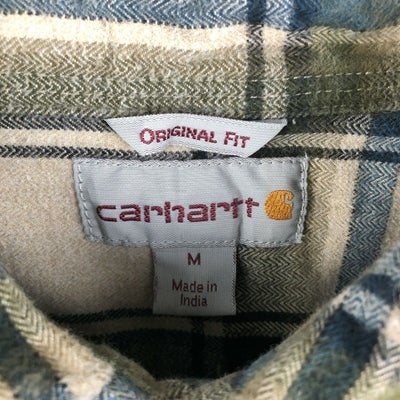 ORIGINAL FIT
carhartt
M
Made in
India